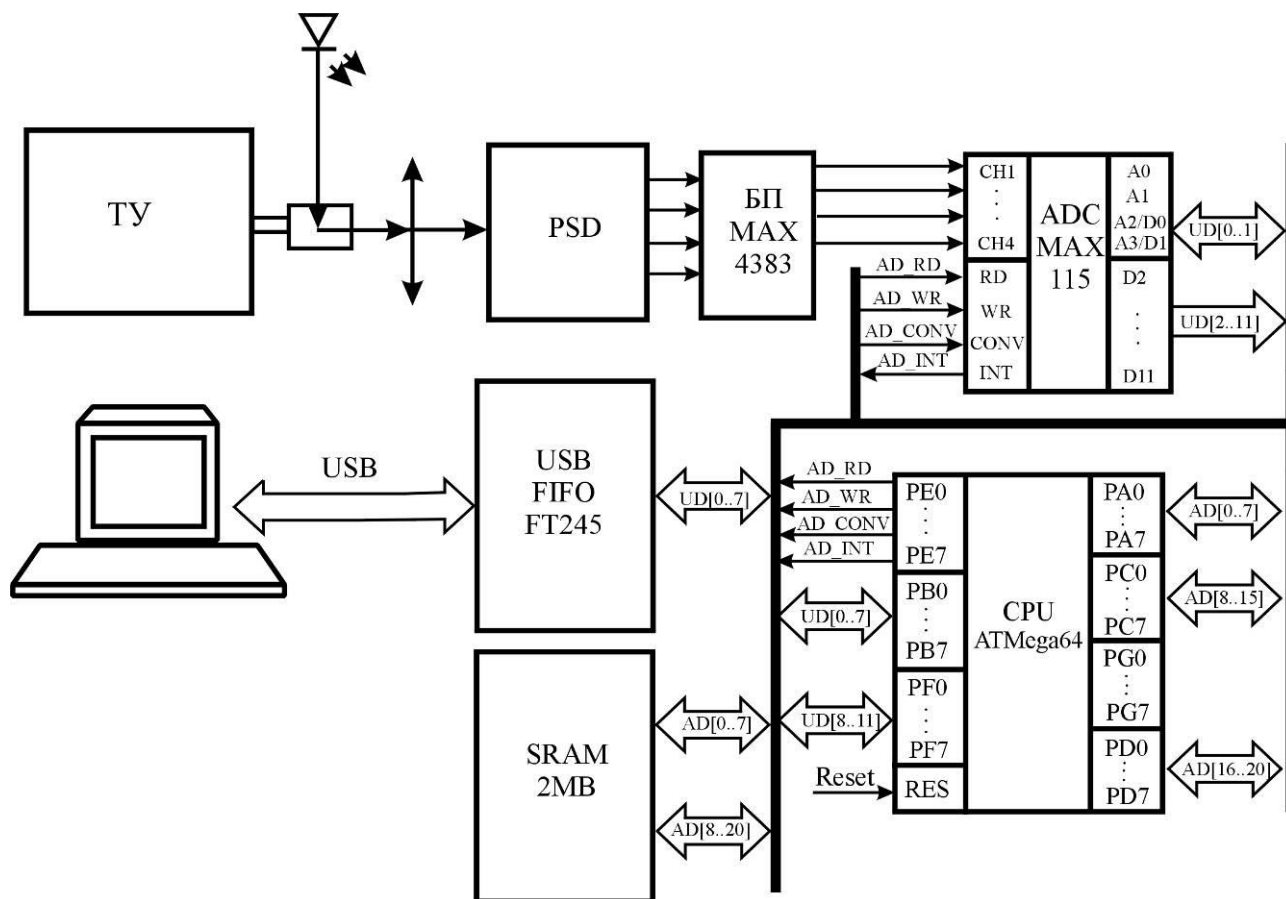 ТУ
PSD
БП
MAX
4383
CH1
CH4
RD
WR
CONV
INT
ADC
MAX
115
A0
A1
A2/D0
A3/D1
D2
D11
UD[0..1]
UD[2..11]
AD_RD
AD_WR
AD_CONV
AD_INT
USB
USB
FIFO
FT245
UD[0..7]
SRAM
2MB
AD[0..7]
AD[8..20]
AD_RD
AD_WR
AD_CONV
AD_INT
UD[0..7]
UD[8..11]
Reset
PE0
PE7
PB0
PB7
PF0
PF7
RES
CPU
ATMega64
PA0
PA7
PC0
PC7
PG0
PG7
PD0
PD7
AD[0..7]
AD[8..15]
AD[16..20]